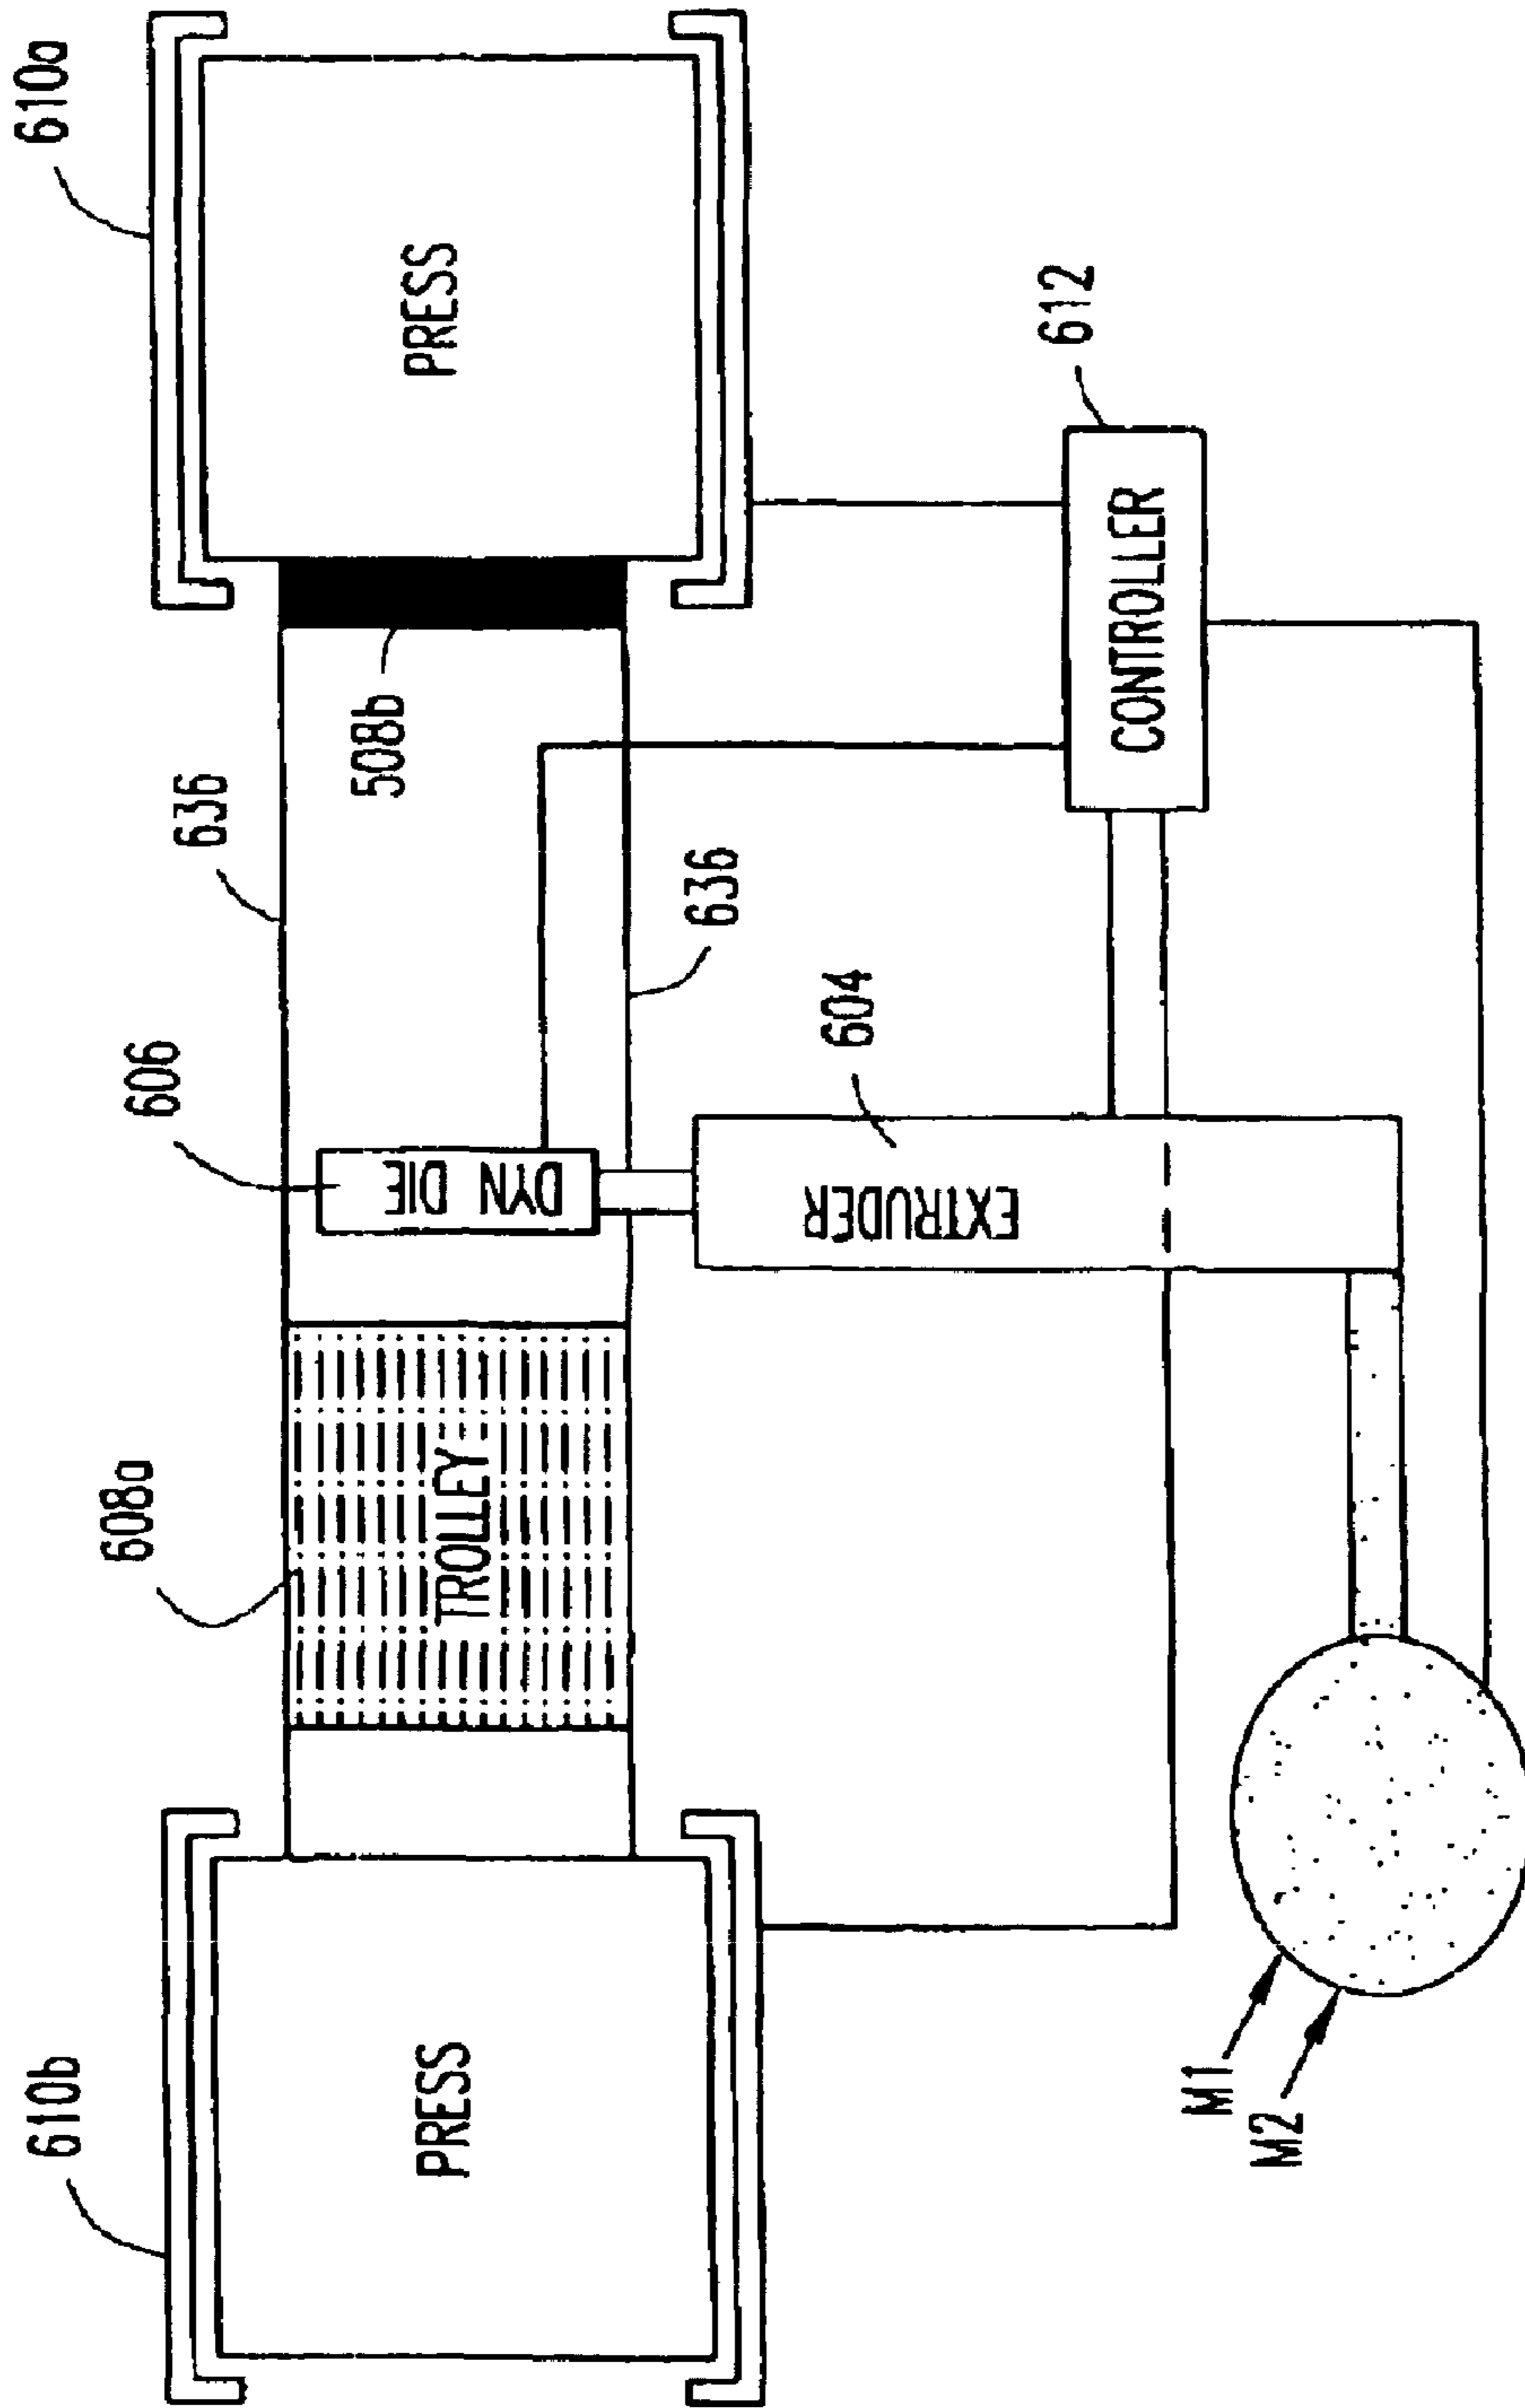 610b
610a
PRESS
PRESS
608a
TROLLEY
606
DYN DIE
636
508b
636
604
EXTRUDER
612
CONTROLLER
M1
M2